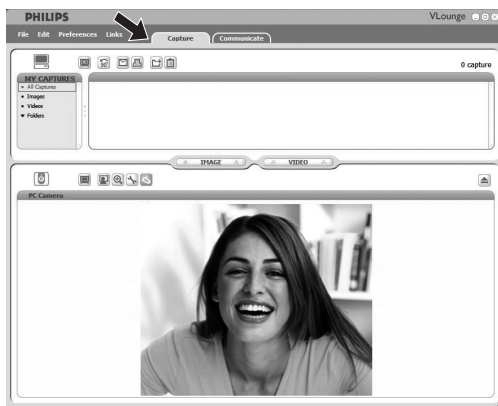 PHILIPS
VLounge
File Edit Preferences Links
Capture
Communicate
0 capture
MY CAPTURES
All Captures
Images
Videos
Folders
IMAGE
VIDEO
PC Camera